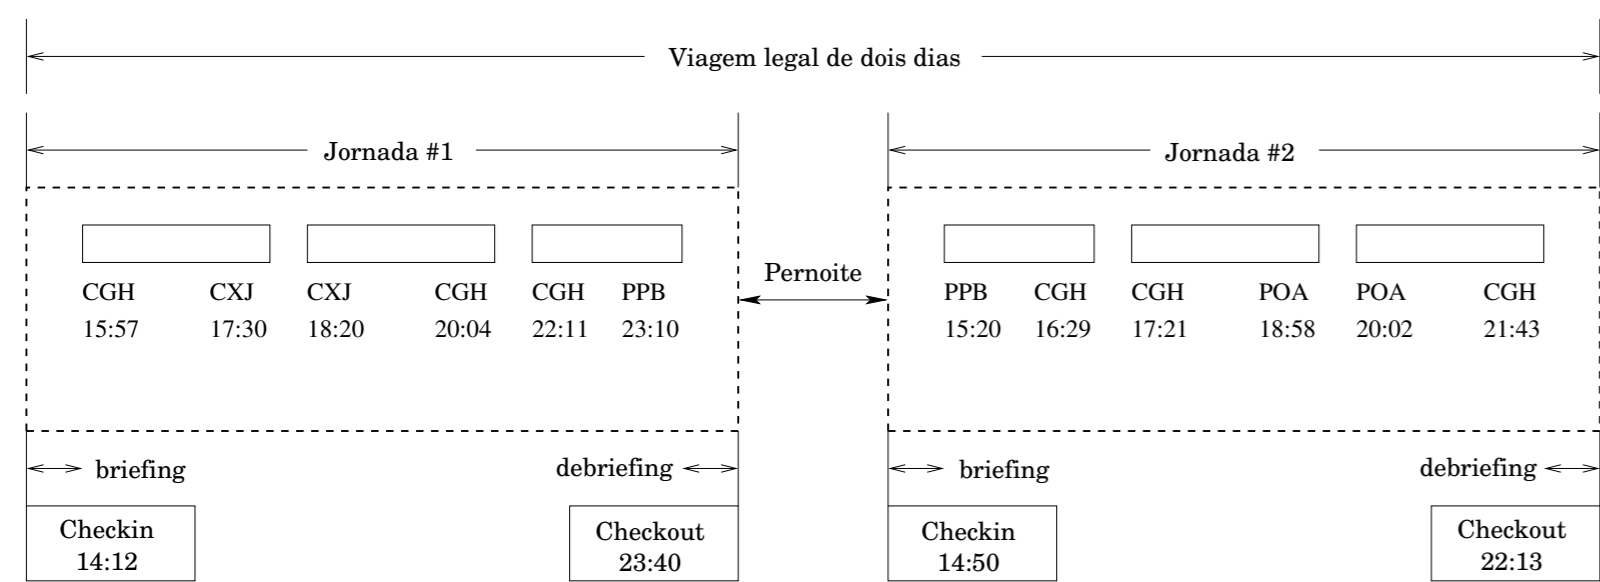 Viagem legal de dois dias
Jornada #1
Jornada #2
CGH CXJ CXJ CGH CGH PPB
15:57 17:30 18:20 20:04 22:11 23:10
Pernoite
PPB CGH CGH POA POA CGH
15:20 16:29 17:21 18:58 20:02 21:43
briefing
debriefing
briefing
debriefing
Checkin
14:12
Checkout
23:40
Checkin
14:50
Checkout
22:13